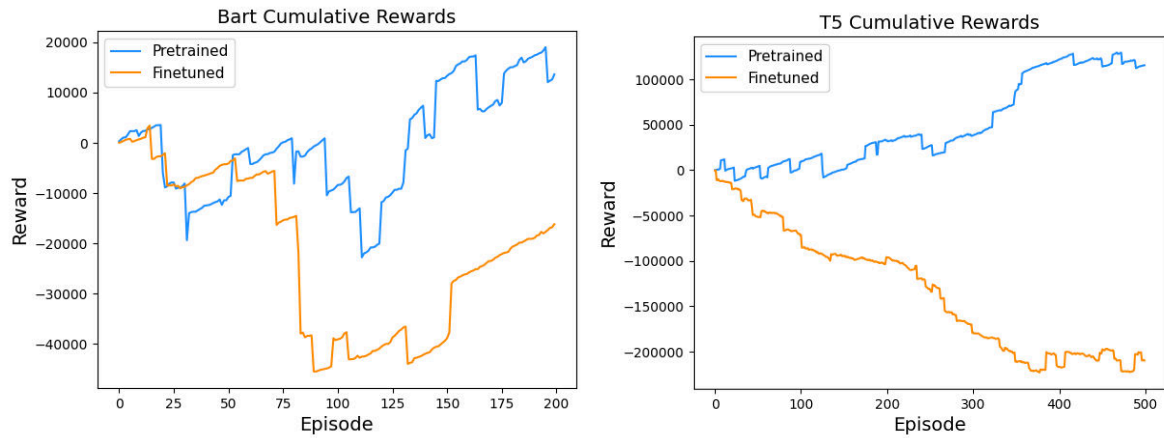 Bart Cumulative Rewards
20000
10000
0
−10000
−20000
−30000
−40000
Reward
Pretrained
Finetuned
0 25 50 75 100 125 150 175 200
Episode
T5 Cumulative Rewards
100000
50000
0
−50000
−100000
−150000
−200000
Reward
Pretrained
Finetuned
0 100 200 300 400 500
Episode